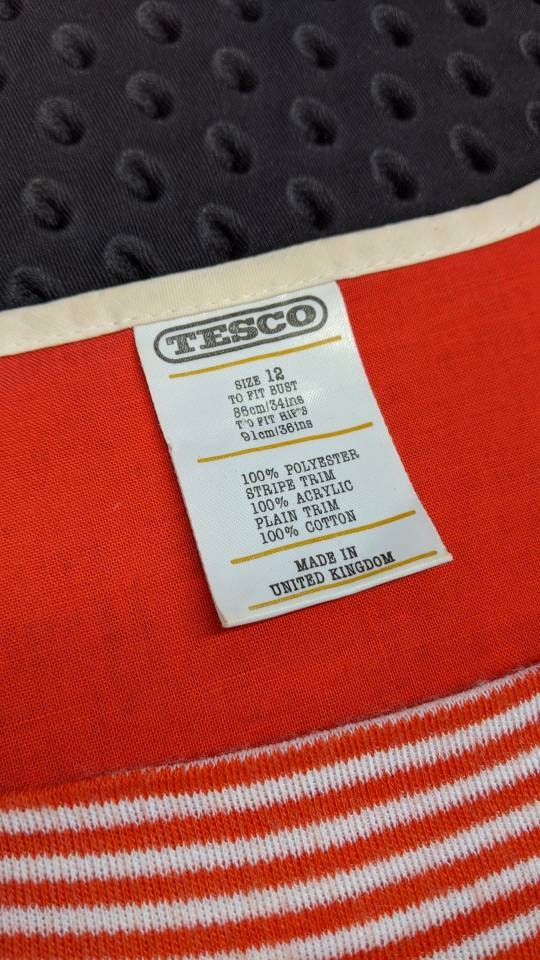 TESCO
SIZE 12
TO FIT BUST
86cm/34ins
TO FIT HIPS
91cm/36ins
100% POLYESTER
STRIPE TRIM
100% ACRYLIC
PLAIN TRIM
100% COTTON
MADE IN
UNITED KINGDOM